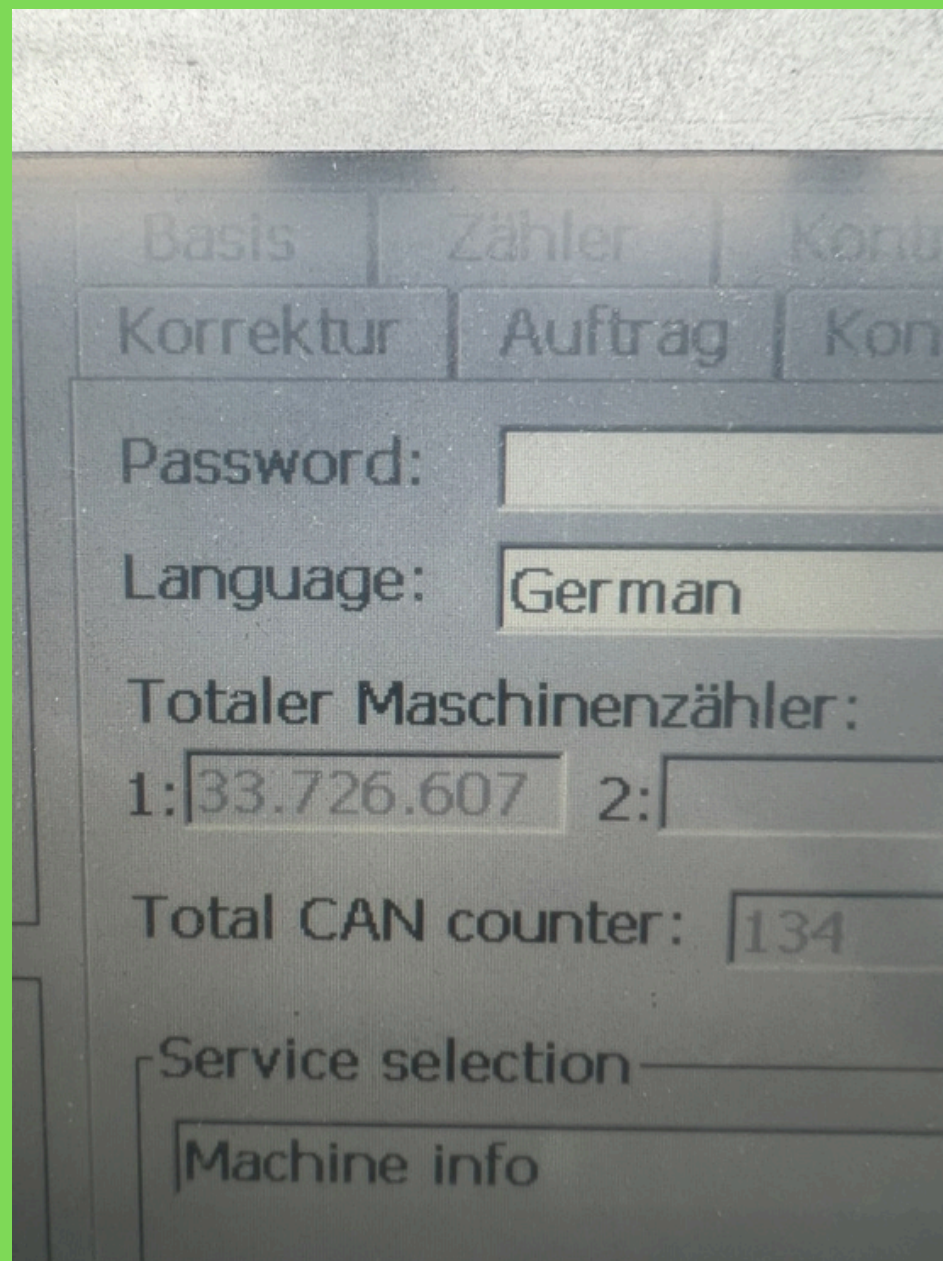 Basis Zähler
Korrektur Auftrag
Password:
Language: German
Totaler Maschinenzähler:
1: 33.726.607 2:
Total CAN counter: 134
Service selection
Machine info